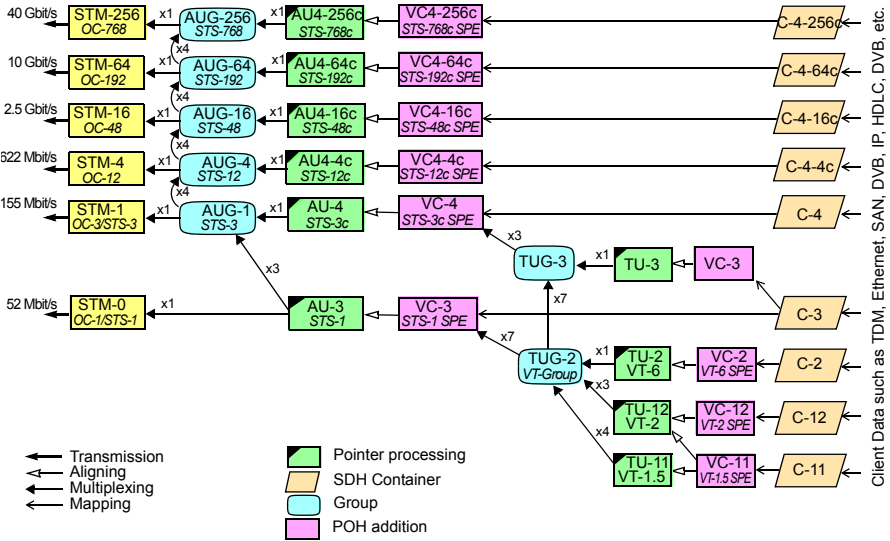 40 Gbit/s
STM-256
OC-768
x1
AUG-256
STS-768
x1
AU4-256c
STS-768c
VC4-256c
STS-768c SPE
C-4-256c
x4
10 Gbit/s
STM-64
OC-192
x1
AUG-64
STS-192
x1
AU4-64c
STS-192c
VC4-64c
STS-192c SPE
C-4-64c
x4
2.5 Gbit/s
STM-16
OC-48
x1
AUG-16
STS-48
x1
AU4-16c
STS-48c
VC4-16c
STS-48c SPE
C-4-16c
x4
622 Mbit/s
STM-4
OC-12
x1
AUG-4
STS-12
x1
AU4-4c
STS-12c
VC4-4c
STS-12c SPE
C-4-4c
x4
155 Mbit/s
STM-1
OC-3/STS-3
x1
AUG-1
STS-3
x1
AU-4
STS-3c
VC-4
STS-3c SPE
C-4
x3
TUG-3
x1
TU-3
VC-3
x3
x7
52 Mbit/s
STM-0
OC-1/STS-1
x1
AU-3
STS-1
VC-3
STS-1 SPE
C-3
x7
TUG-2
VT-Group
x1
TU-2
VT-6
VC-2
VT-6 SPE
C-2
x3
TU-12
VT-2
VC-12
VT-2 SPE
C-12
x4
TU-11
VT-1.5
VC-11
VT-1.5 SPE
C-11
Client Data such as TDM, Ethernet, SAN, DVB, IP, HDLC, DVB, etc.
Transmission
Aligning
Multiplexing
Mapping
Pointer processing
SDH Container
Group
POH addition